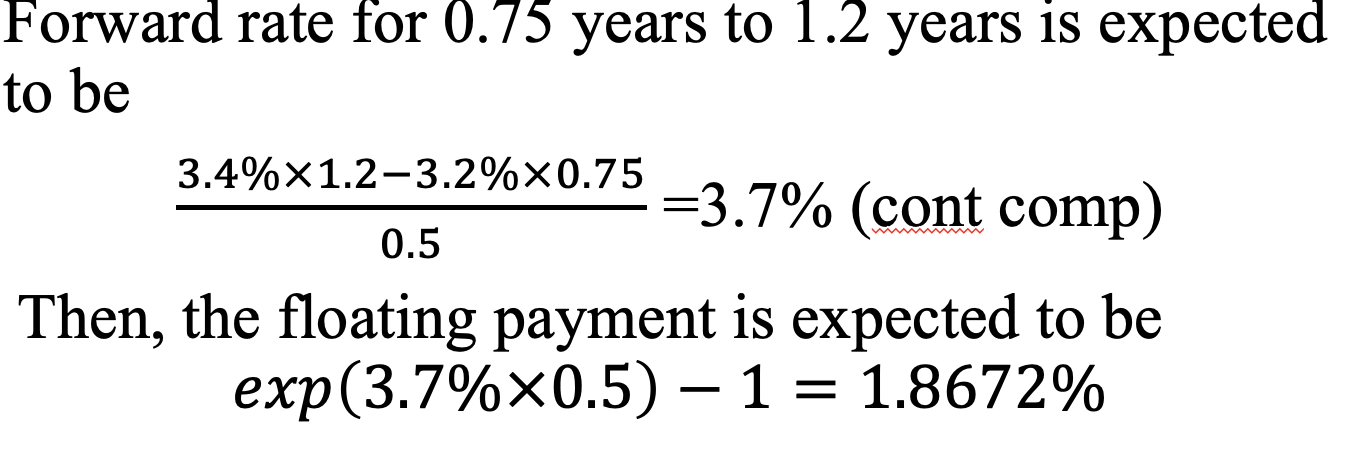 Forward rate for 0.75 years to 1.2 years is expected
to be
3.4%×1.2−3.2%×0.75
0.5
=3.7% (cont comp)
Then, the floating payment is expected to be
exp(3.7%×0.5) − 1 = 1.8672%